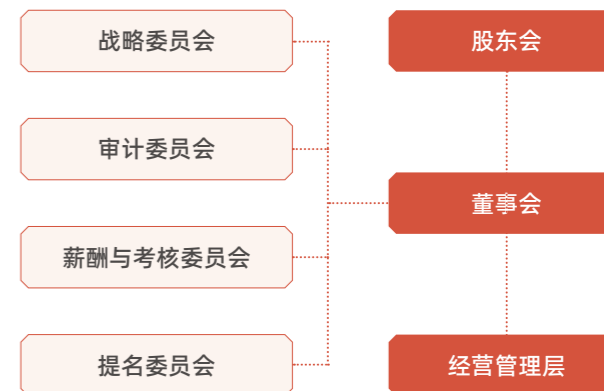 战略委员会
股东会
审计委员会
董事会
薪酬与考核委员会
提名委员会
经营管理层